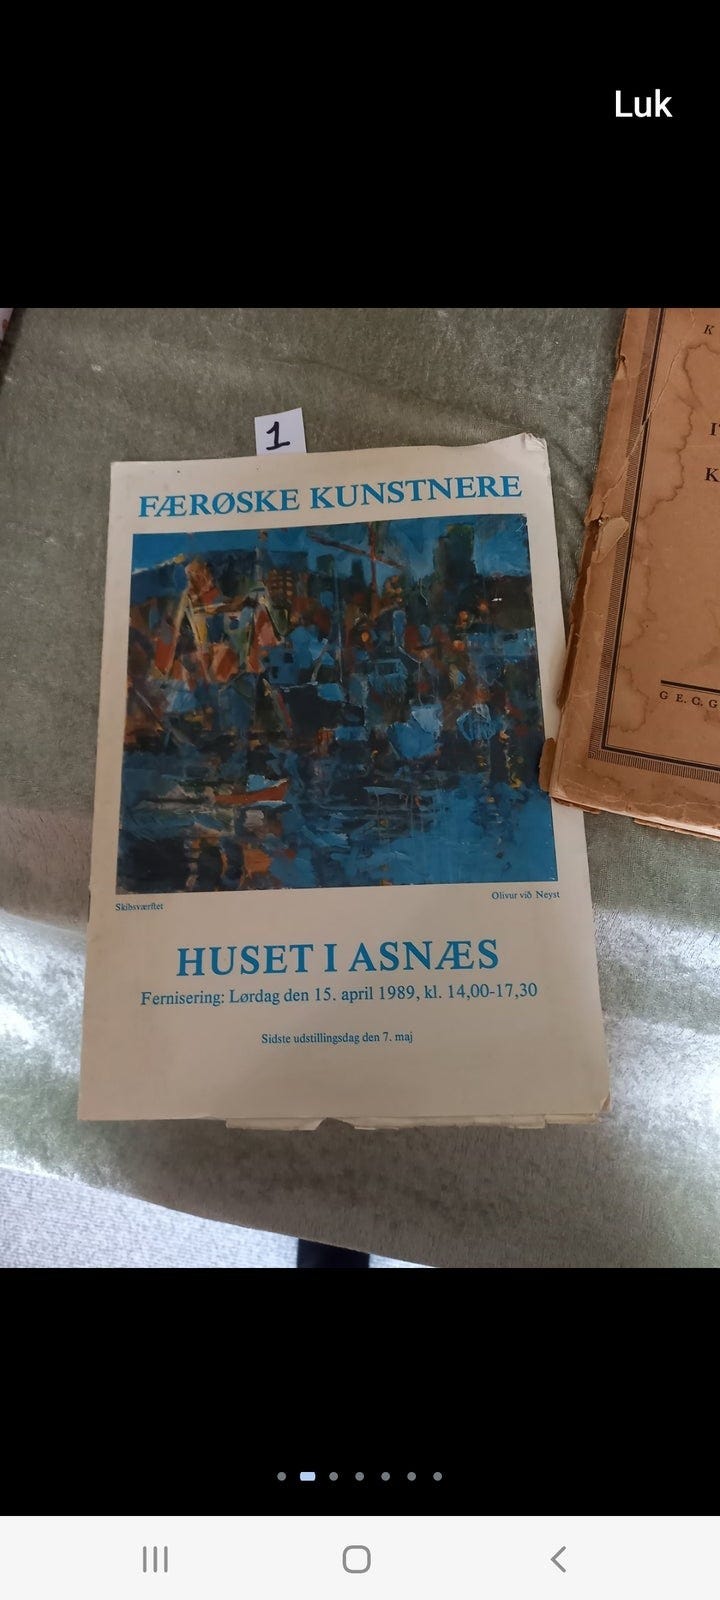 Luk
1
FÆRØSKE KUNSTNERE
Skibsværftet
Olivur við Neyst
HUSET I ASNÆS
Fernisering: Lørdag den 15. april 1989, kl. 14,00-17,30
Sidste udstillingsdag den 7. maj
K
I
K
G E. C. G